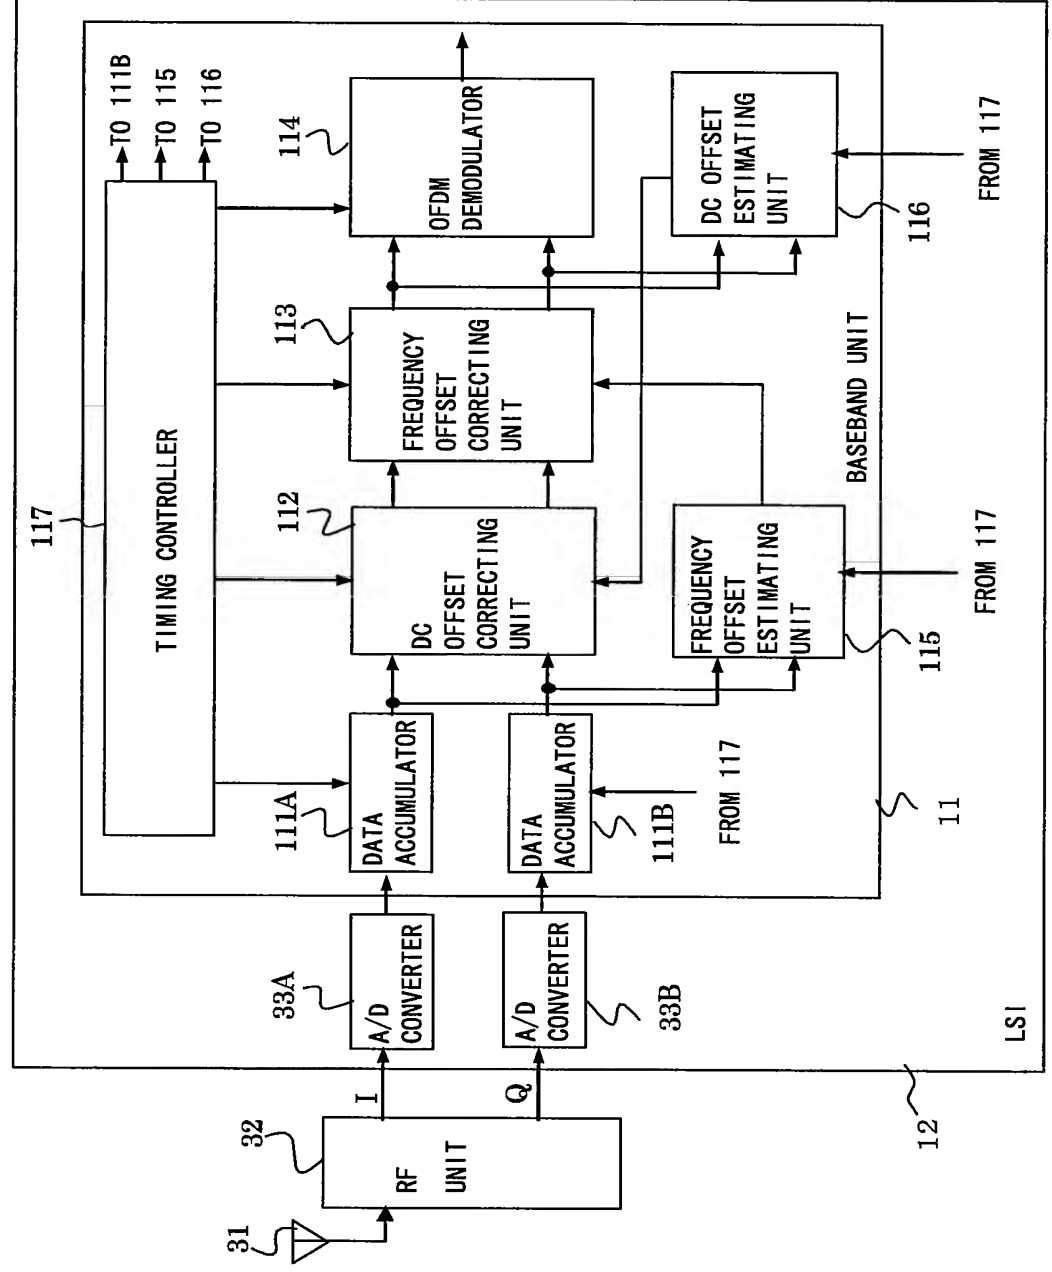 117
TIMING CONTROLLER
TO 111B
TO 115
TO 116
31
32
RF
UNIT
I
Q
33A
A/D
CONVERTER
33B
A/D
CONVERTER
111A
DATA
ACCUMULATOR
111B
DATA
ACCUMULATOR
FROM 117
112
DC
OFFSET
CORRECTING
UNIT
113
FREQUENCY
OFFSET
CORRECTING
UNIT
114
OFDM
DEMODULATOR
115
FREQUENCY
OFFSET
ESTIMATING
UNIT
FROM 117
116
DC OFFSET
ESTIMATING
UNIT
FROM 117
BASEBAND UNIT
11
12
LSI